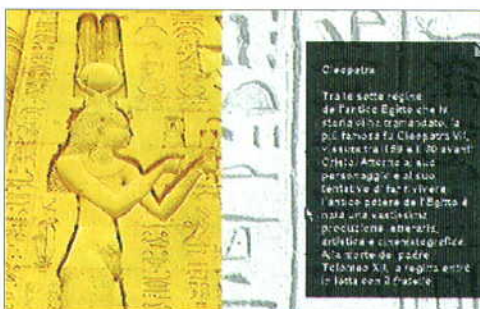 Cleopatra
Tra le sette regine
de l'antico Egitto che la
storia ci ha tramandato, la
più famosa fu Cleopatra VII,
vissuta tra il 69 e il 30 avanti
Cristo. Attorno al suo
personaggio e al suo
tentativo di far rivivere
l'antico potere de l'Egitto è
nata una vastissima
produzione letteraria,
artistica e cinematografica.
Alla morte del padre
Tolomeo XII, la regina entrò
in lotta con il fratello